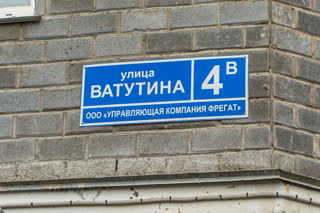 улица
ВАТУТИНА 4В
ООО «УПРАВЛЯЮЩАЯ КОМПАНИЯ ФРЕГАТ»